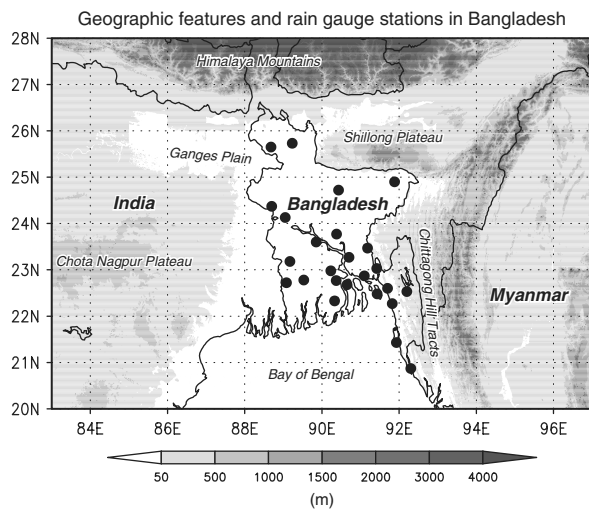 Geographic features and rain gauge stations in Bangladesh
28N
Himalaya Mountains
27N
26N
Shillong Plateau
Ganges Plain
25N
India
Bangladesh
24N
Chittagong Hill Tracts
23N
Chota Nagpur Plateau
Myanmar
22N
21N
Bay of Bengal
20N
84E 86E 88E 90E 92E 94E 96E
50 500 1000 1500 2000 3000 4000
(m)